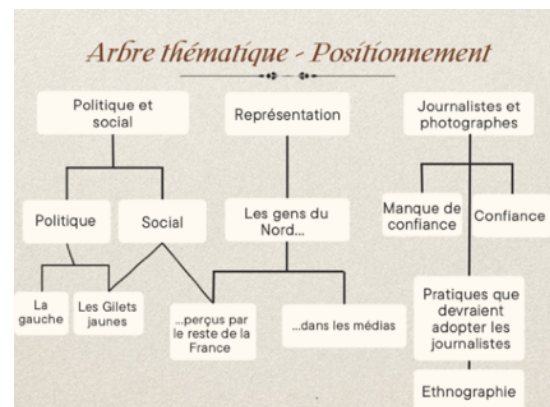 Arbre thématique - Positionnement
Politique et
social
Représentation
Journalistes et
photographes
Politique
Social
Les gens du
Nord...
Manque de
confiance
Confiance
La
gauche
Les Gilets
jaunes
...perçus par
le reste de la
France
...dans les médias
Pratiques que
devraient
adopter les
journalistes
Ethnographie